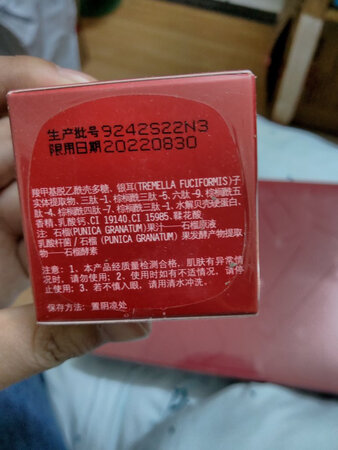 生产批号 9242S22N3
限用日期 20220830
羧甲基脱乙酰壳多糖、银耳(TREMELLA FUCIFORMIS)子
实体提取物、三肽-1、棕榈酰三肽-5、六肽-9、棕榈酰五
肽-4、棕榈酰四肽-7、棕榈酰三肽-1、水解贝壳硬蛋白、
香精、乳酸钙、CI 19140、CI 15985、鞣花酸
注: 石榴(PUNICA GRANATUM)果汁——石榴原液
乳酸杆菌/石榴 (PUNICA GRANATUM) 果发酵产物提取
物——石榴酵素
注意: 1、本产品经质量检测合格, 肌肤有异常情
况时, 请勿使用; 2、使用时如有不适情况, 请停
止使用; 3、若不慎入眼, 请用清水冲洗。
保存方法: 置阴凉处